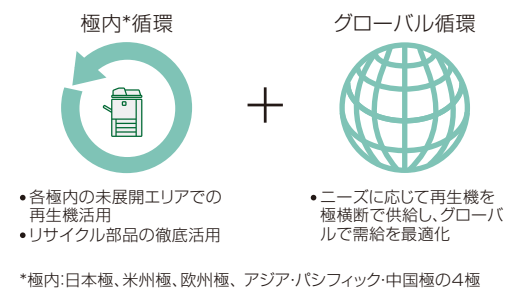 極内*循環
グローバル循環
•各極内の未展開エリアでの
再生機活用
•リサイクル部品の徹底活用
•ニーズに応じて再生機を
極横断で供給し、グローバ
ルで需給を最適化
*極内:日本極、米州極、欧州極、アジア・パシフィック・中国極の4極